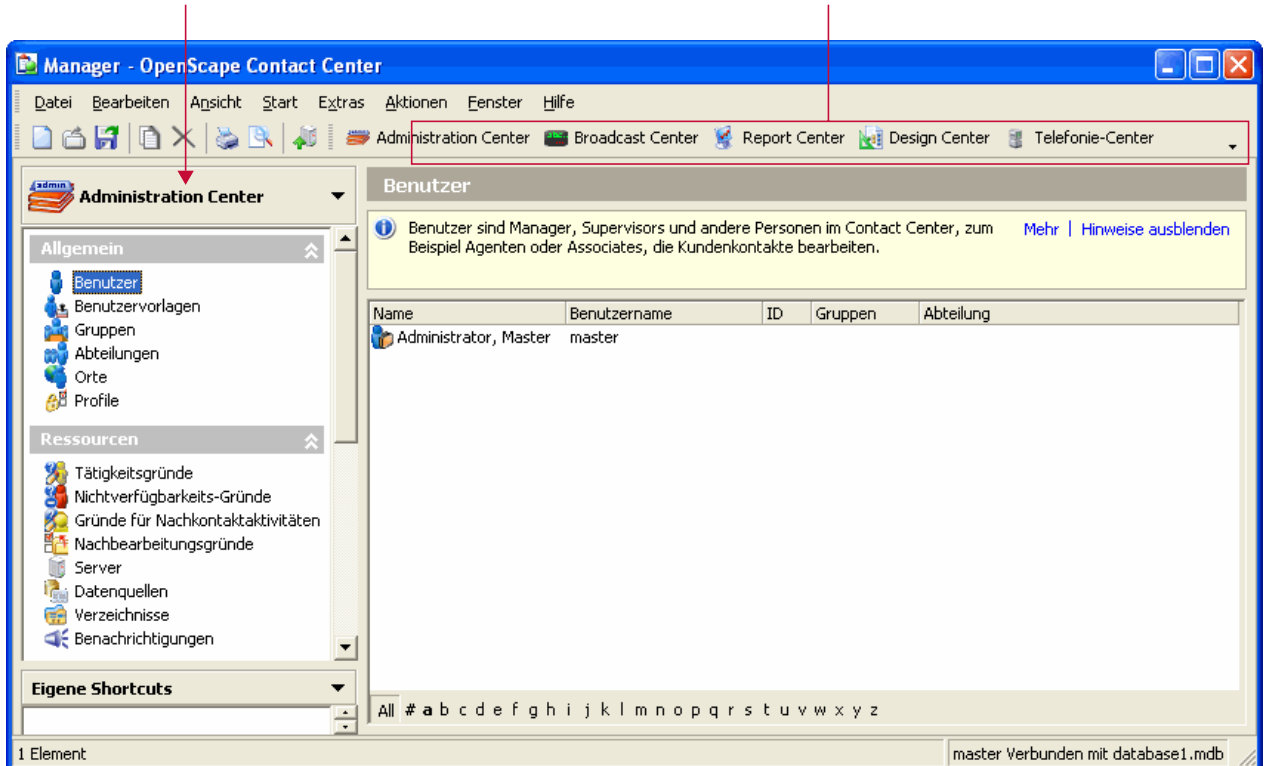 Manager - OpenScape Contact Center
Datei Bearbeiten Ansicht Start Extras Aktionen Fenster Hilfe
Administration Center Broadcast Center Report Center Design Center Telefonie-Center
admin
Administration Center
Allgemein
Benutzer
Benutzervorlagen
Gruppen
Abteilungen
Orte
Profile
Ressourcen
Tätigkeitsgründe
Nichtverfügbarkeits-Gründe
Gründe für Nachkontaktaktivitäten
Nachbearbeitungsgründe
Server
Datenquellen
Verzeichnisse
Benachrichtigungen
Eigene Shortcuts
Benutzer
Benutzer sind Manager, Supervisors und andere Personen im Contact Center, zum
Beispiel Agenten oder Associates, die Kundenkontakte bearbeiten.
Mehr | Hinweise ausblenden
Name Benutzername ID Gruppen Abteilung
Administrator, Master master
All # a b c d e f g h i j k l m n o p q r s t u v w x y z
1 Element
master Verbunden mit database1.mdb